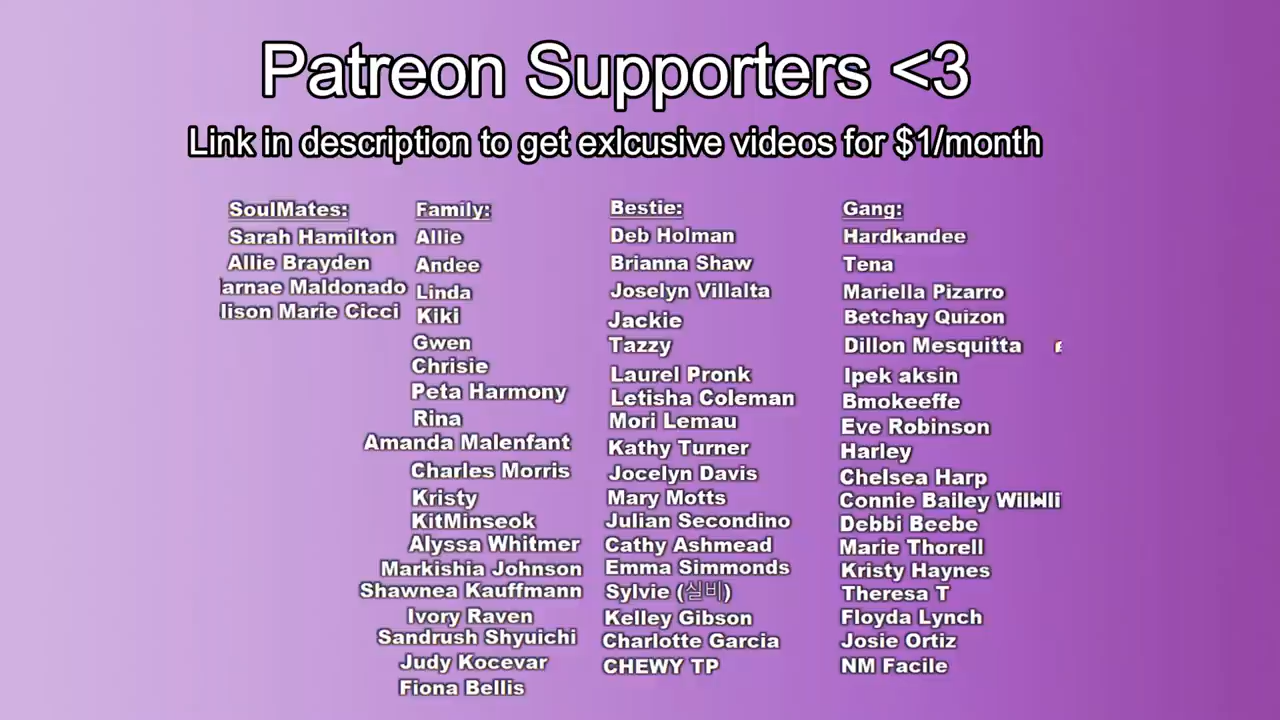 Patreon Supporters <3
Link in description to get exlcusive videos for $1/month
SoulMates:
Sarah Hamilton
Allie Brayden
arnae Maldonado
lison Marie Cicci
Family:
Allie
Andee
Linda
Kiki
Gwen
Chrisie
Peta Harmony
Rina
Amanda Malenfant
Charles Morris
Kristy
KitMinseok
Alyssa Whitmer
Markishia Johnson
Shawnea Kauffmann
Ivory Raven
Sandrush Shyuichi
Judy Kocevar
Fiona Bellis
Bestie:
Deb Holman
Brianna Shaw
Joselyn Villalta
Jackie
Tazzy
Laurel Pronk
Letisha Coleman
Mori Lemau
Kathy Turner
Jocelyn Davis
Mary Motts
Julian Secondino
Cathy Ashmead
Emma Simmonds
Sylvie (실비)
Kelley Gibson
Charlotte Garcia
CHEWY TP
Gang:
Hardkandee
Tena
Mariella Pizarro
Betchay Quizon
Dillon Mesquitta
Ipek aksin
Bmokeeffe
Eve Robinson
Harley
Chelsea Harp
Connie Bailey
Debbi Beebe
Marie Thorell
Kristy Haynes
Theresa T
Floyda Lynch
Josie Ortiz
NM Facile